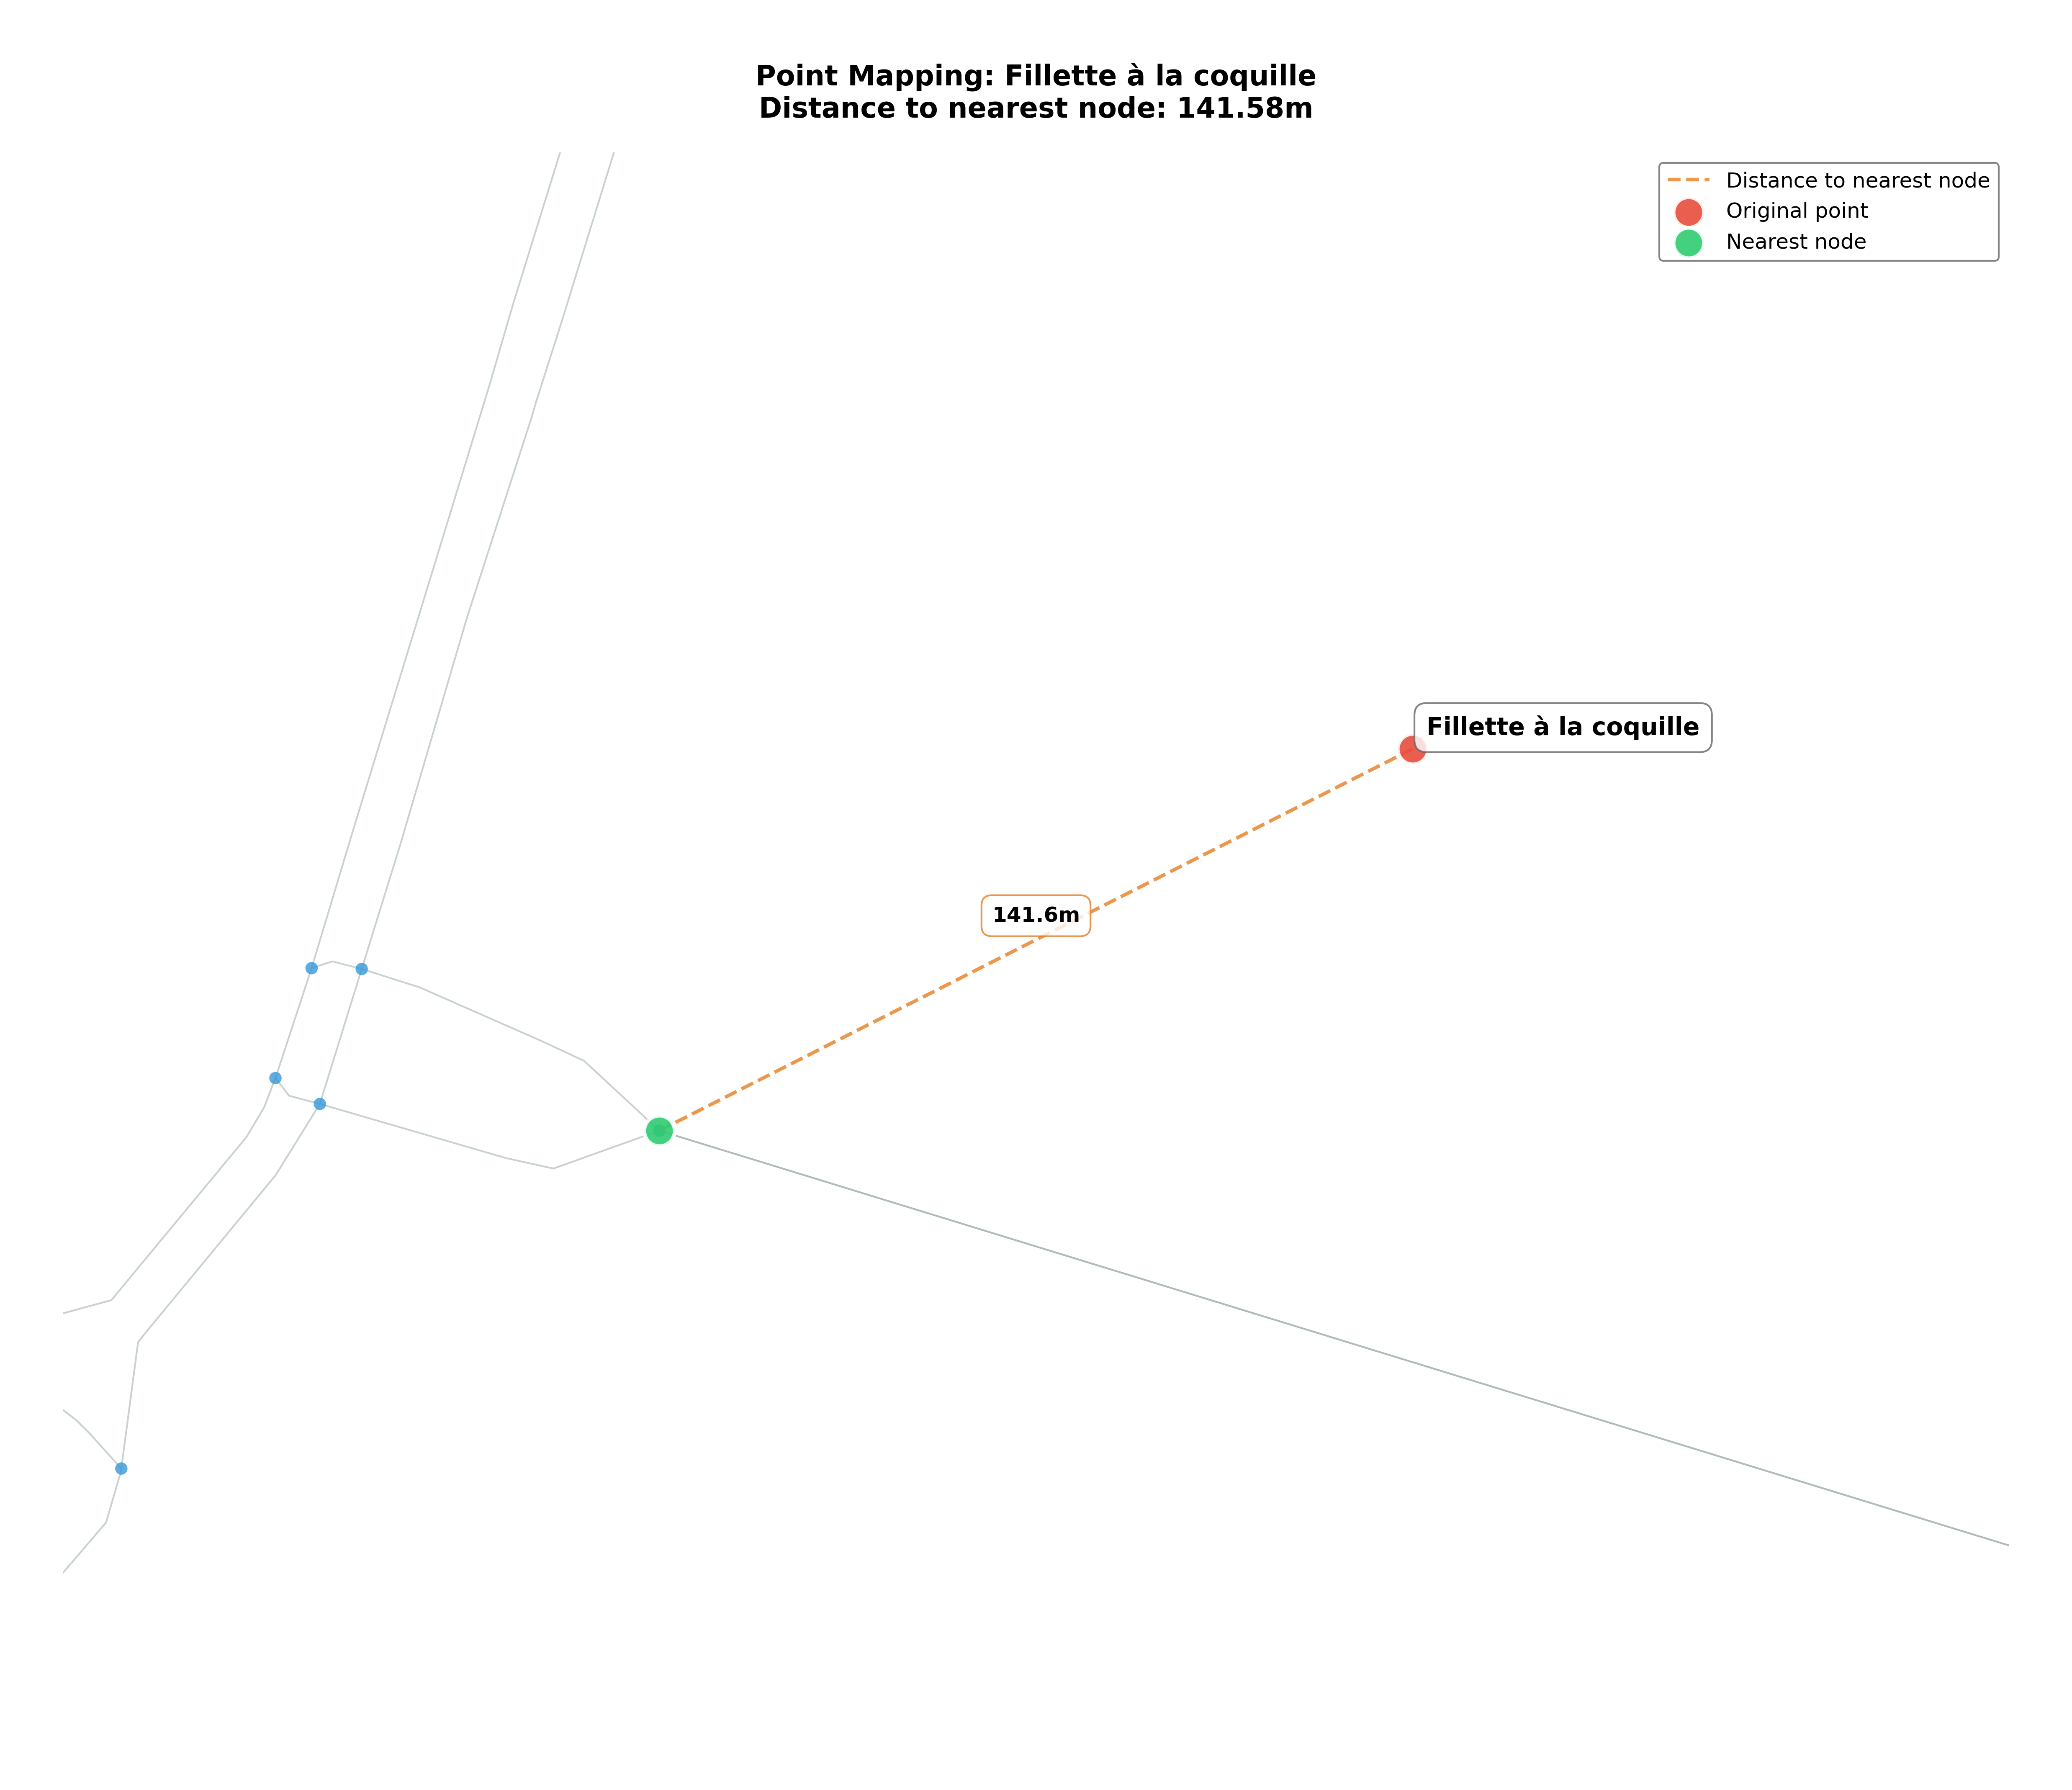 Point Mapping: Fillette à la coquille
Distance to nearest node: 141.58m
Distance to nearest node
Original point
Nearest node
Fillette à la coquille
141.6m